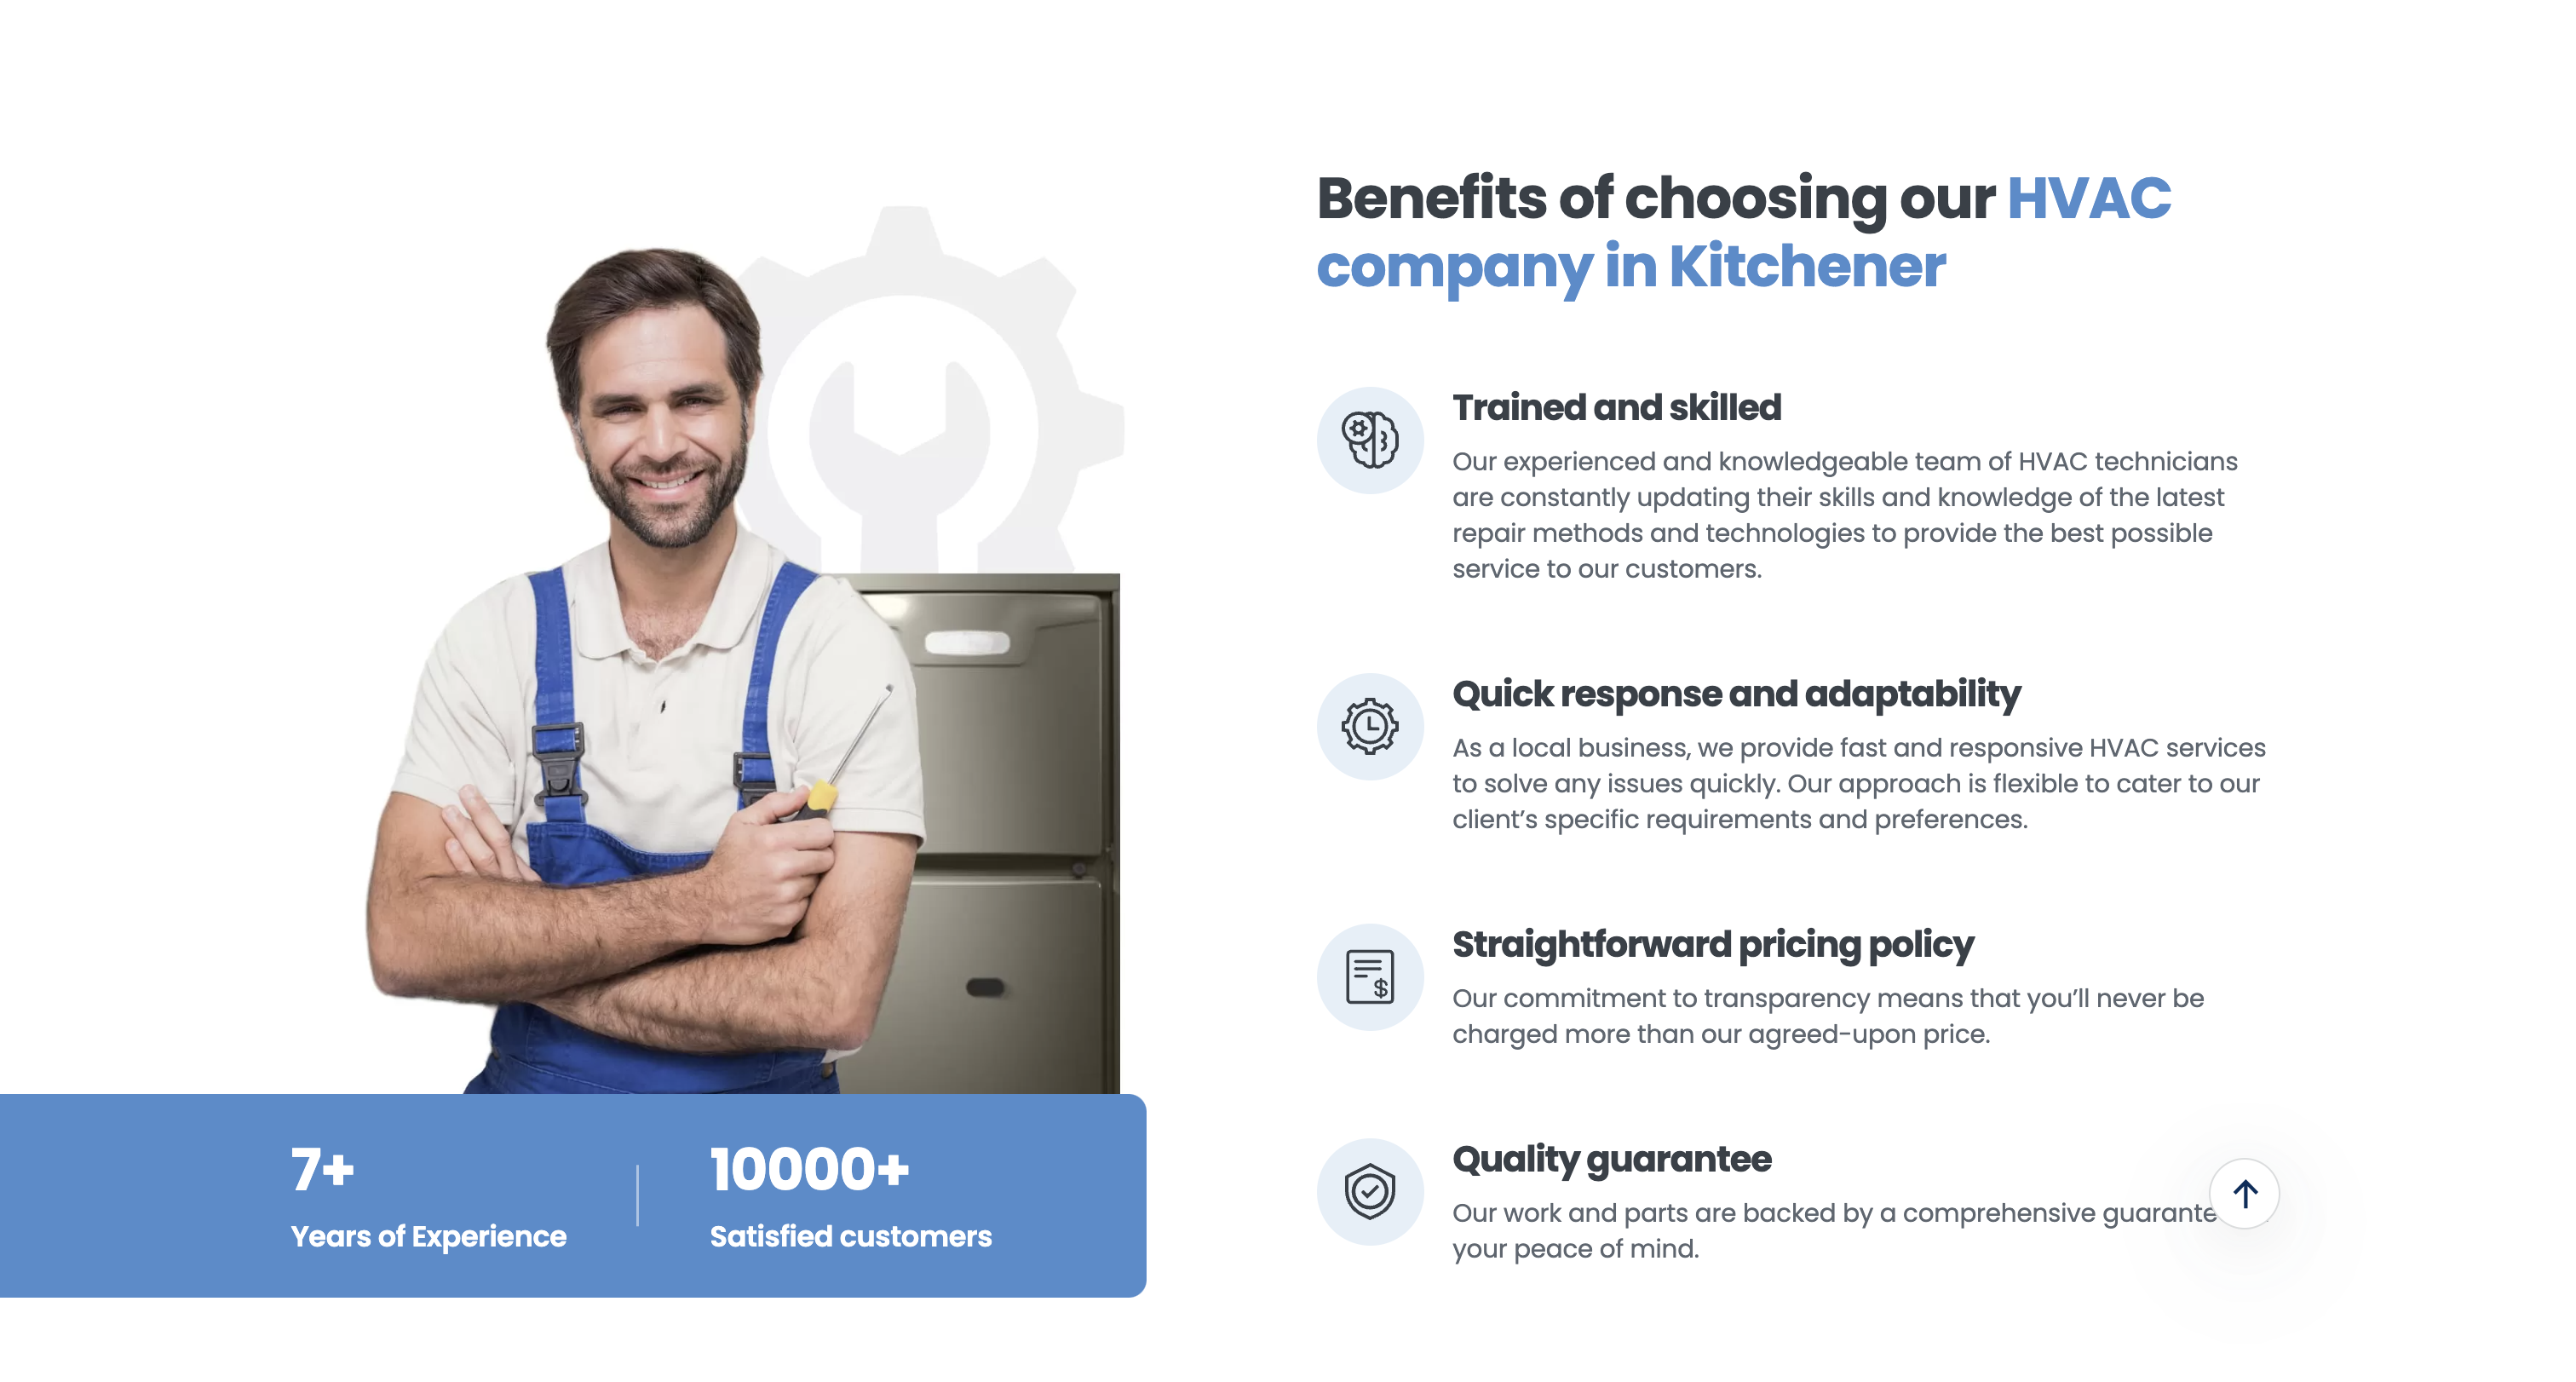 Benefits of choosing our HVAC
company in Kitchener
Trained and skilled
Our experienced and knowledgeable team of HVAC technicians
are constantly updating their skills and knowledge of the latest
repair methods and technologies to provide the best possible
service to our customers.
Quick response and adaptability
As a local business, we provide fast and responsive HVAC services
to solve any issues quickly. Our approach is flexible to cater to our
client’s specific requirements and preferences.
Straightforward pricing policy
Our commitment to transparency means that you’ll never be
charged more than our agreed-upon price.
Quality guarantee
Our work and parts are backed by a comprehensive
your peace of mind.
7+
Years of Experience
10000+
Satisfied customers